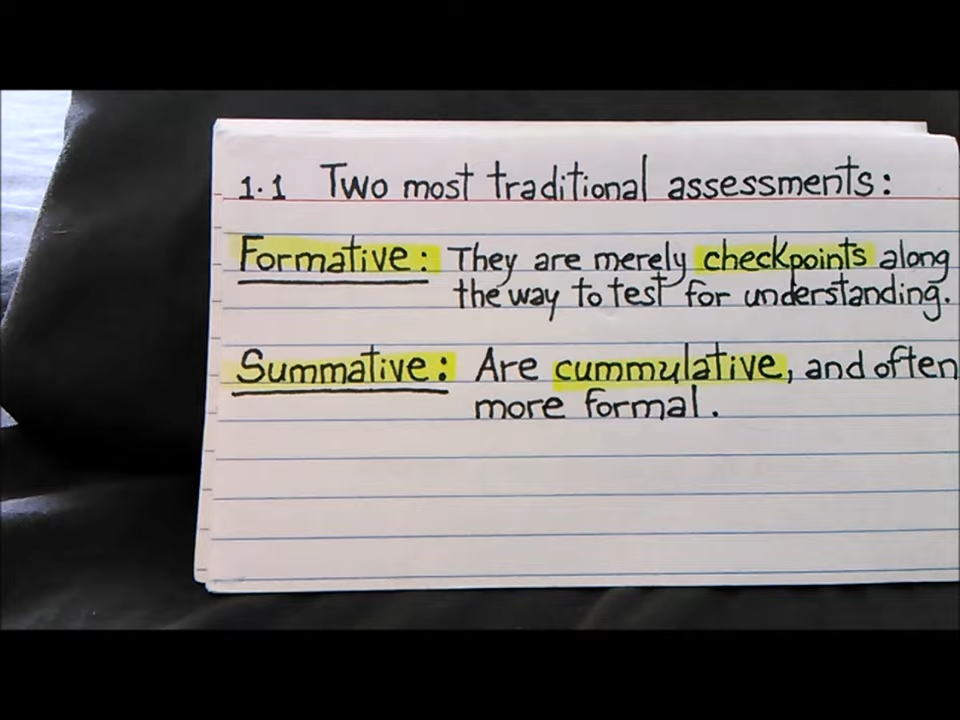 1.1 Two most traditional assessments:
Formative: They are merely checkpoints along
the way to test for understanding.
Summative: Are cummulative, and often
more formal.